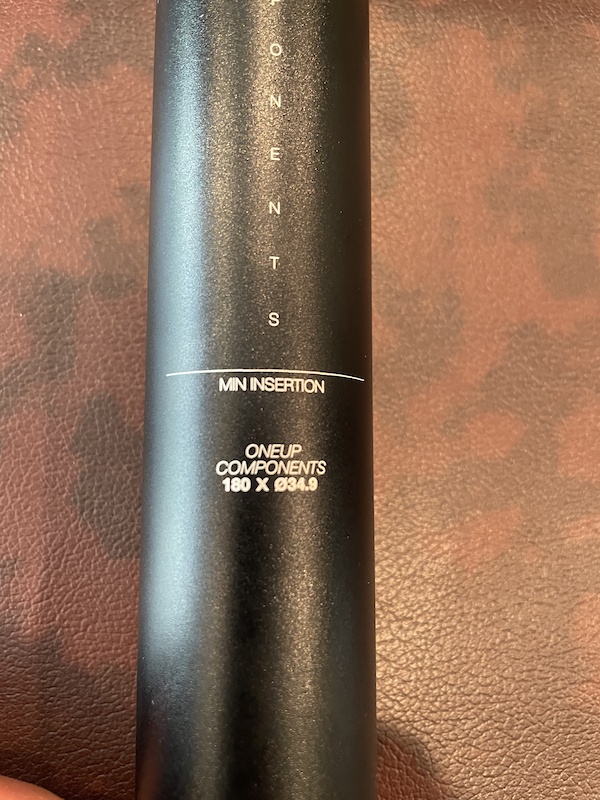 PONENTS
MIN INSERTION
ONEUP
COMPONENTS
180 X Ø34.9